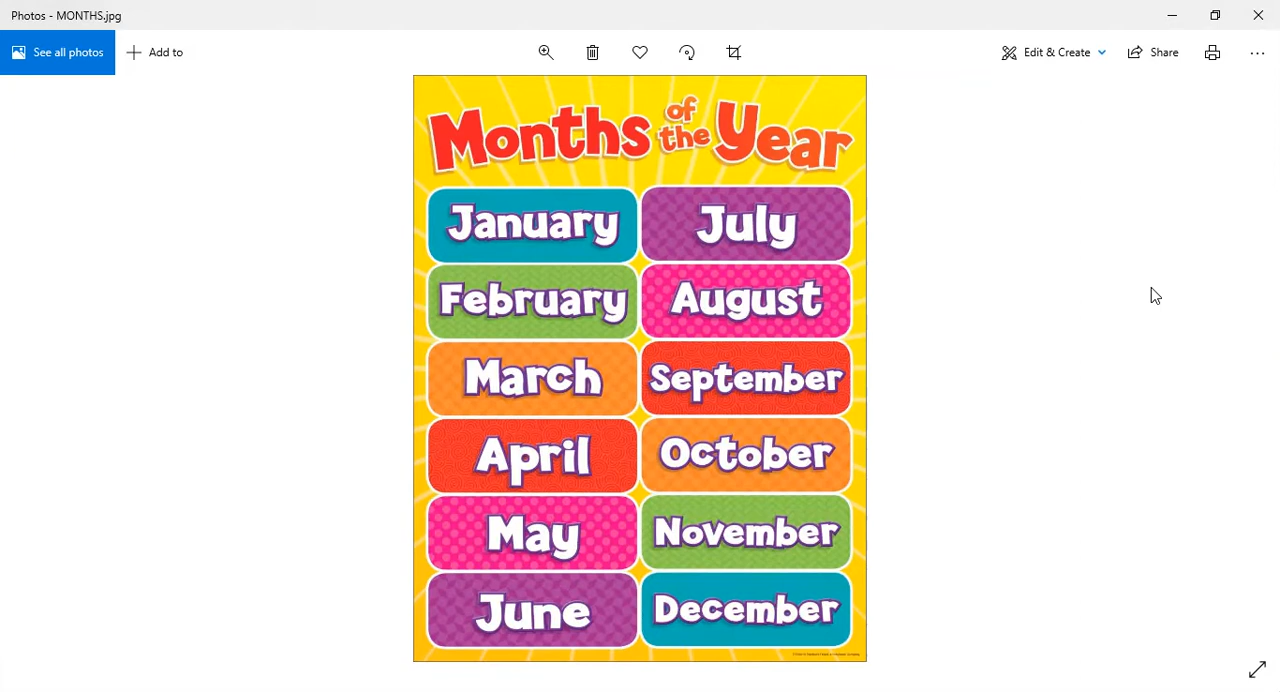 Photos - MONTHS.jpg
See all photos
Add to
Edit & Create
Share
Months of the Year
January
July
February
August
March
September
April
October
May
November
June
December